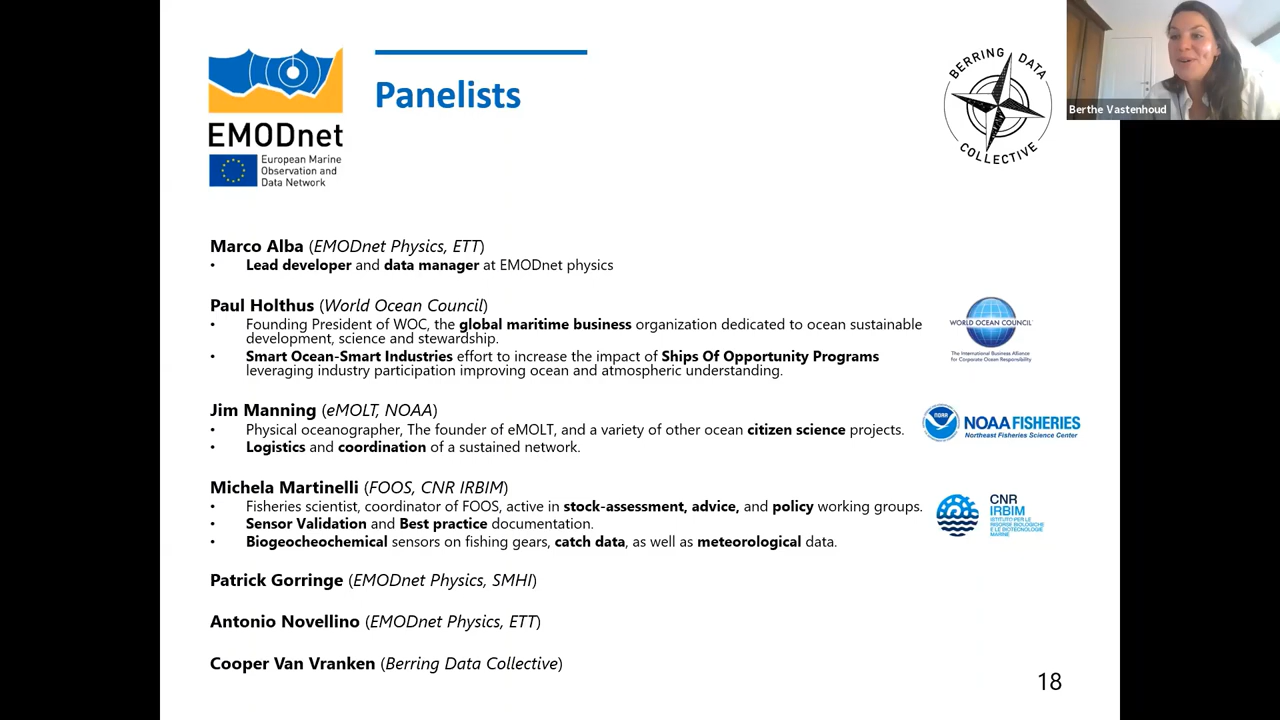 Panelists
EMODnet
European Marine
Observation and
Data Network
BERRING DATA
COLLECTIVE
Berthe Vastenhoud
Marco Alba (EMODnet Physics, ETT)
• Lead developer and data manager at EMODnet physics
Paul Holthus (World Ocean Council)
• Founding President of WOC, the global maritime business organization dedicated to ocean sustainable
development, science and stewardship.
• Smart Ocean-Smart Industries effort to increase the impact of Ships Of Opportunity Programs
leveraging industry participation improving ocean and atmospheric understanding.
WORLD OCEAN COUNCIL
The International Business Alliance
for Corporate Ocean Responsibility
Jim Manning (eMOLT, NOAA)
• Physical oceanographer, The founder of eMOLT, and a variety of other ocean citizen science projects.
• Logistics and coordination of a sustained network.
NOAA
NOAA FISHERIES
Northeast Fisheries Science Center
Michela Martinelli (FOOS, CNR IRBIM)
• Fisheries scientist, coordinator of FOOS, active in stock-assessment, advice, and policy working groups.
• Sensor Validation and Best practice documentation.
• Biogeocheochemical sensors on fishing gears, catch data, as well as meteorological data.
CNR
IRBIM
ISTITUTO PER LE
RISORSE BIOLOGICHE
E LE BIOTECNOLOGIE
MARINE
Patrick Gorringe (EMODnet Physics, SMHI)
Antonio Novellino (EMODnet Physics, ETT)
Cooper Van Vranken (Berring Data Collective)
18